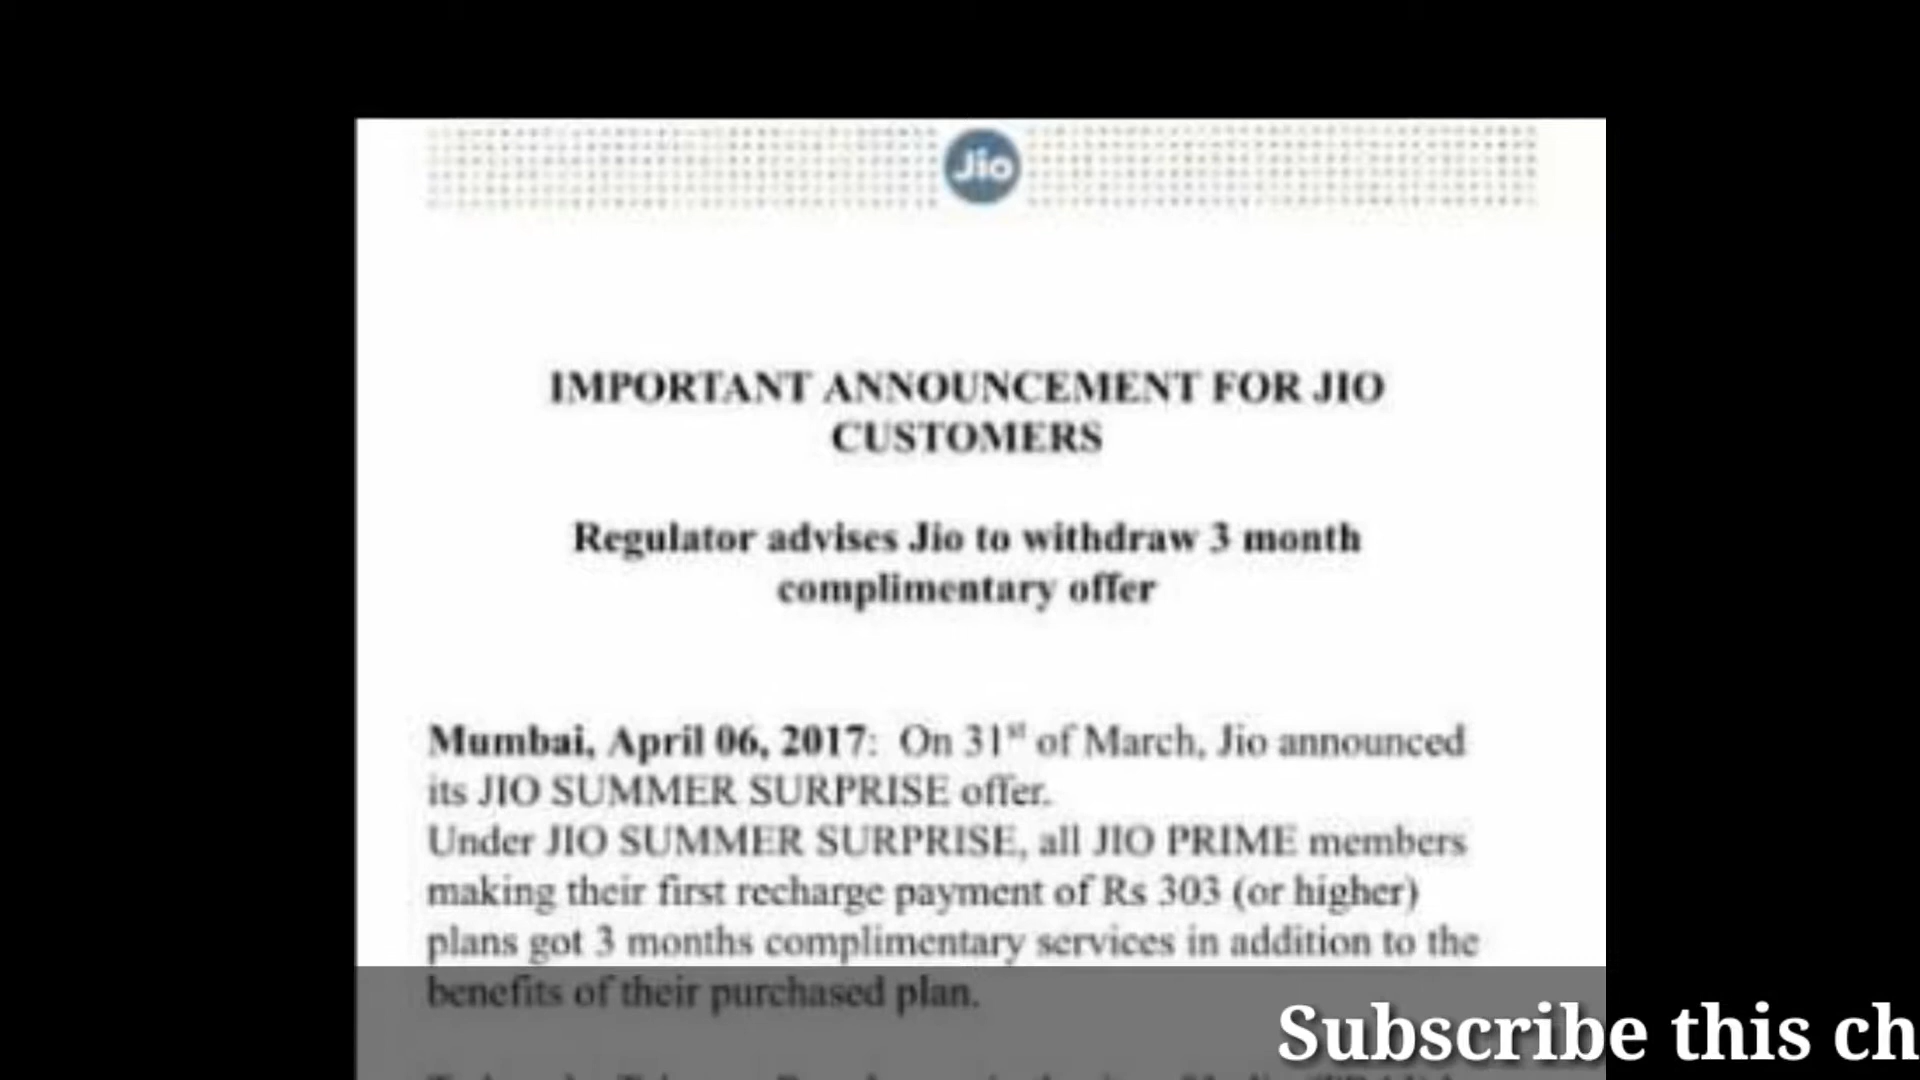 Jio
IMPORTANT ANNOUNCEMENT FOR JIO
CUSTOMERS
Regulator advises Jio to withdraw 3 month
complimentary offer
Mumbai, April 06, 2017: On 31st of March, Jio announced
its JIO SUMMER SURPRISE offer.
Under JIO SUMMER SURPRISE, all JIO PRIME members
making their first recharge payment of Rs 303 (or higher)
plans got 3 months complimentary services in addition to the
benefits of their purchased plan.
Subscribe this ch